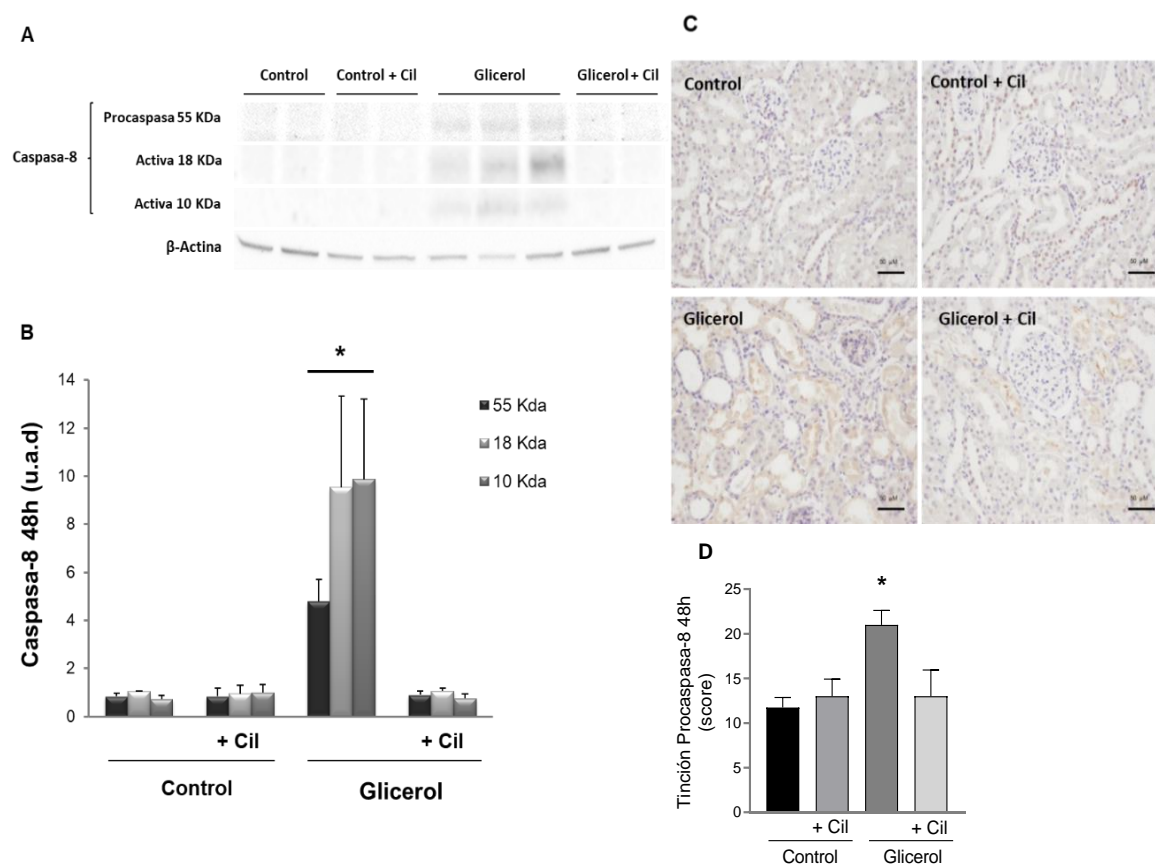 A
Control
Control + Cil
Glicerol
Glicerol + Cil
Caspasa-8
Procaspasa 55 KDa
Activa 18 KDa
Activa 10 KDa
β-Actina
B
*
Caspasa-8 48h (u.a.d)
14
12
10
8
6
4
2
0
55 Kda
18 Kda
10 Kda
+ Cil
+ Cil
Control
Glicerol
C
Control
Control + Cil
Glicerol
Glicerol + Cil
D
*
Tinción Procaspasa-8 48h
(score)
25
20
15
10
5
0
+ Cil
+ Cil
Control
Glicerol